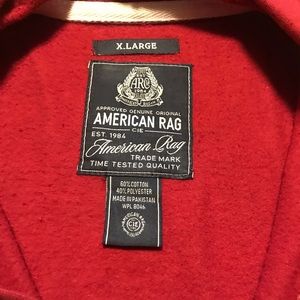 X.LARGE
ARC
APPROVED GENUINE ORIGINAL
AMERICAN RAG
CIE
EST. 1984
American Rag
TRADE MARK
TIME TESTED QUALITY
60%COTTON
40%POLYESTER
MADE IN PAKISTAN
WPL 8046
CIE